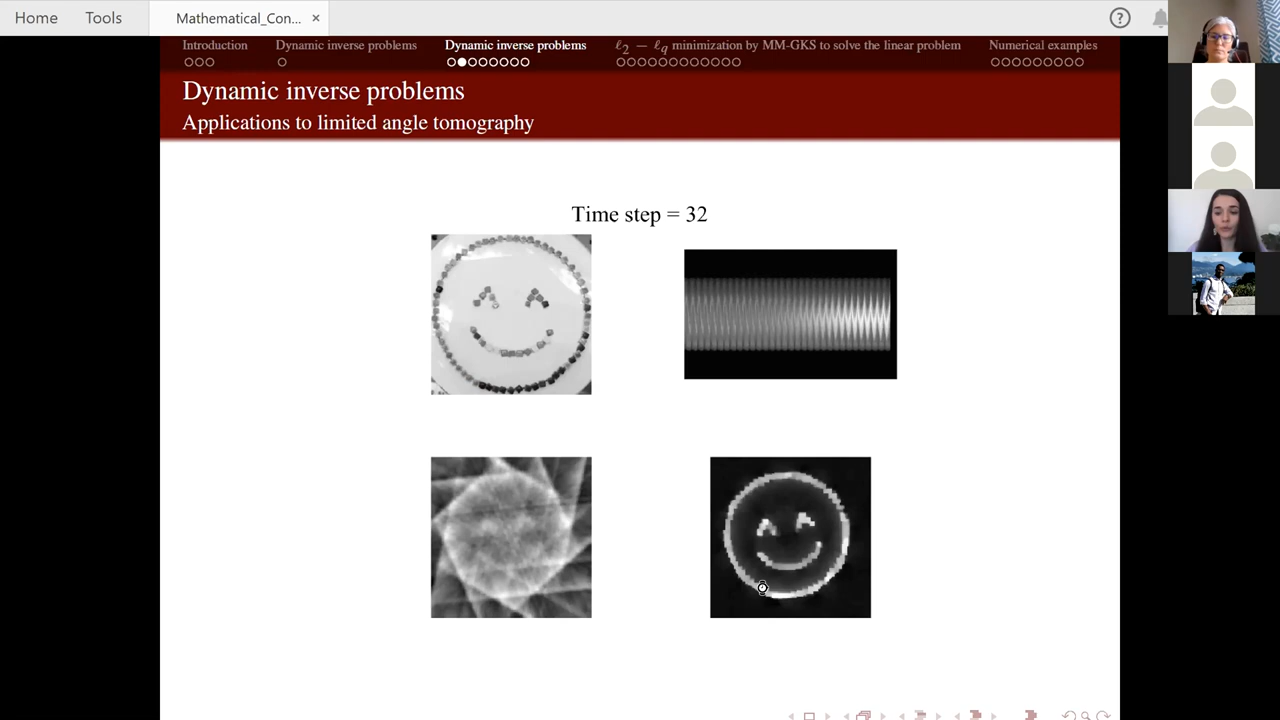 Home Tools Mathematical_Con... ×
Introduction Dynamic inverse problems Dynamic inverse problems ℓ2 − ℓq minimization by MM-GKS to solve the linear problem Numerical examples
Dynamic inverse problems
Applications to limited angle tomography
Time step = 32